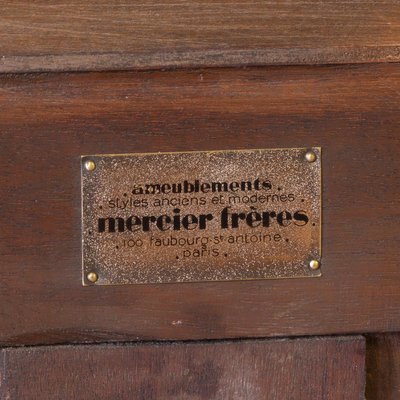 . ameublements .
. styles anciens et modernes .
. mercier frères .
. 100 faubourg st antoine .
. paris .